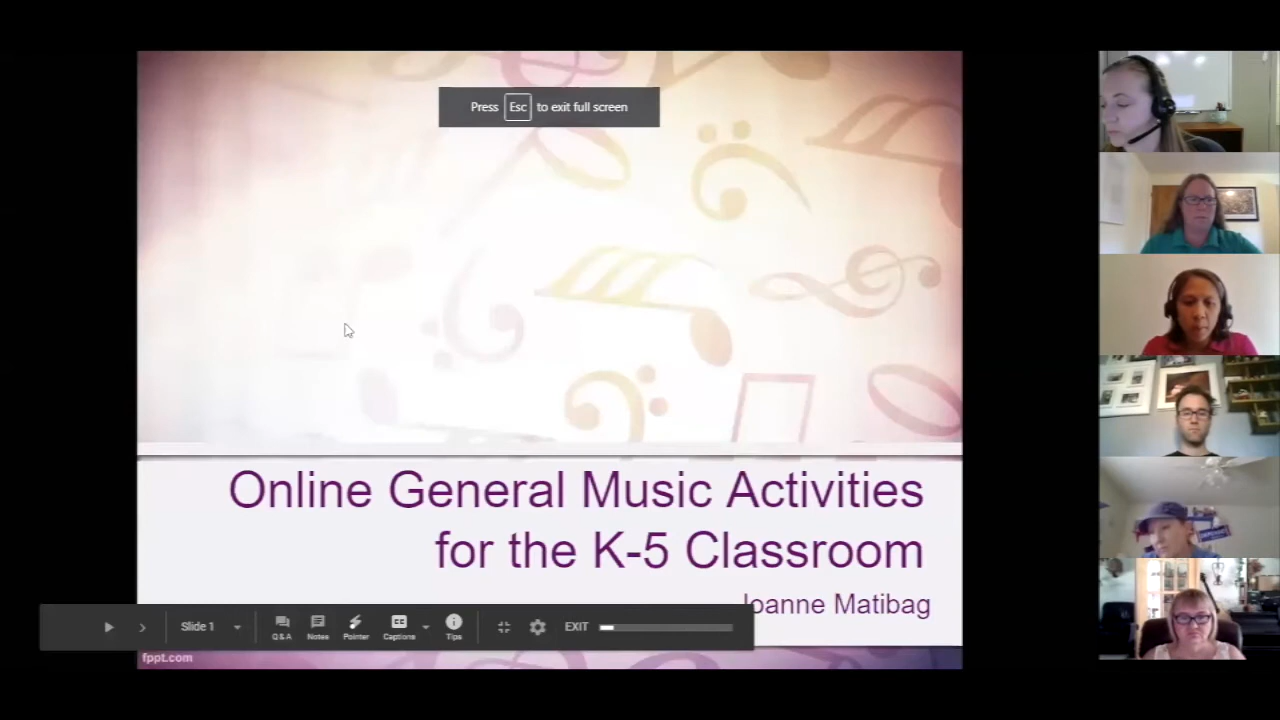 Press Esc to exit full screen
Online General Music Activities
for the K-5 Classroom
Joanne Matibag
Slide 1
Q&A
Notes
Pointer
Captions
CC
Tips
EXIT
fppt.com